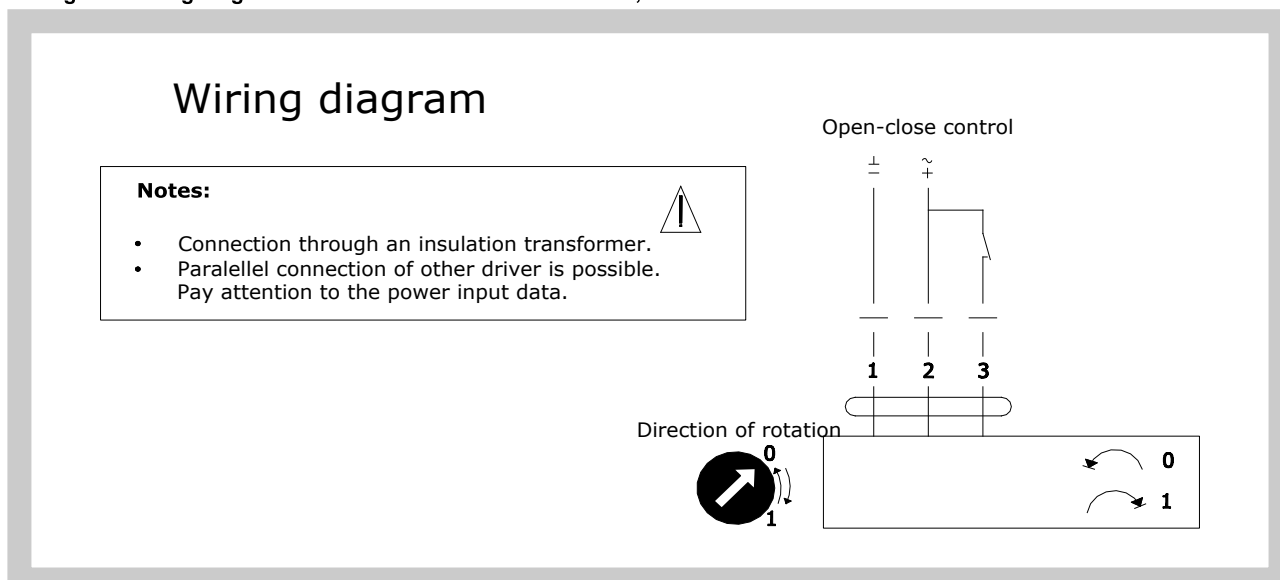 Wiring diagram
Open-close control
⊥ ~
− +
Notes:
• Connection through an insulation transformer.
• Paralellel connection of other driver is possible.
Pay attention to the power input data.
1 2 3
Direction of rotation
0
1
0
1